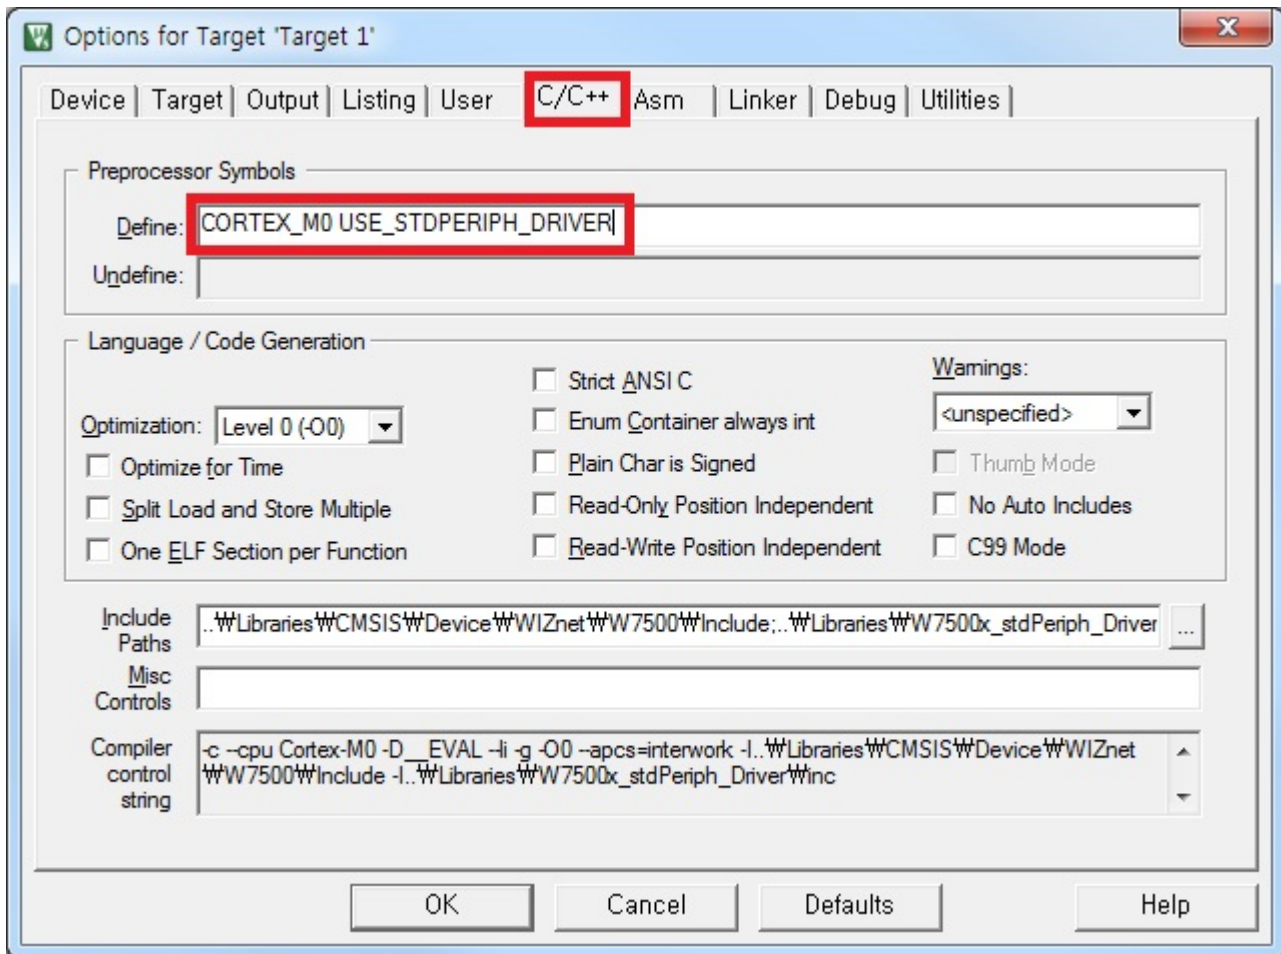 Options for Target 'Target 1'
Device Target Output Listing User C/C++ Asm Linker Debug Utilities
Preprocessor Symbols
Define: CORTEX_M0 USE_STDPERIPH_DRIVER
Undefine:
Language / Code Generation
Optimization: Level 0 (-O0)
Optimize for Time
Split Load and Store Multiple
One ELF Section per Function
Strict ANSI C
Enum Container always int
Plain Char is Signed
Read-Only Position Independent
Read-Write Position Independent
Warnings:
<unspecified>
Thumb Mode
No Auto Includes
C99 Mode
Include
Paths
..₩Libraries₩CMSIS₩Device₩WIZnet₩W7500₩Include;..₩Libraries₩W7500x_stdPeriph_Driver
...
Misc
Controls
Compiler
control
string
-c --cpu Cortex-M0 -D__EVAL --li -g -O0 --apcs=interwork -I..₩Libraries₩CMSIS₩Device₩WIZnet
₩W7500₩Include -I..₩Libraries₩W7500x_stdPeriph_Driver₩inc
OK Cancel Defaults Help